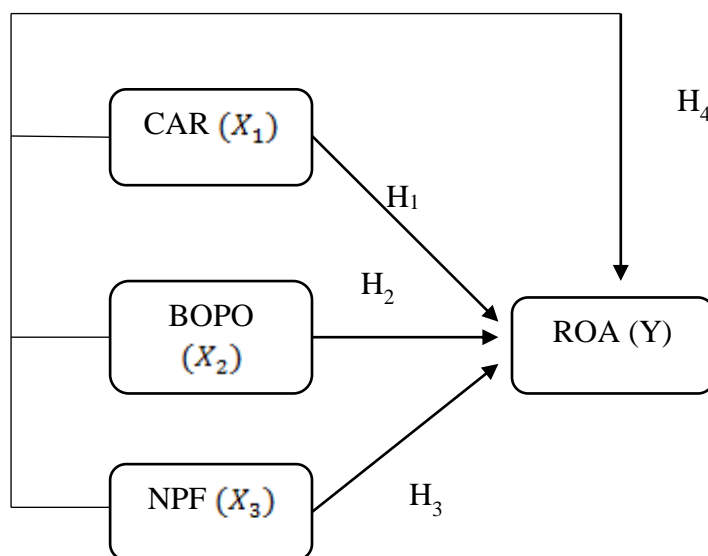 CAR (X₁)
H₄
H₁
H₂
BOPO
(X₂)
ROA (Y)
NPF (X₃)
H₃